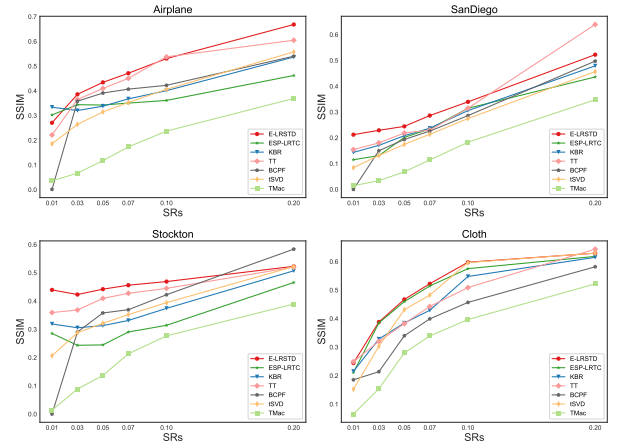 Airplane
SSIM
0.7
0.6
0.5
0.4
0.3
0.2
0.1
0.0
0.01 0.03 0.05 0.07 0.10 0.20
SRs
E-LRSTD
ESP-LRTC
KBR
TT
BCPF
tSVD
TMac
SanDiego
SSIM
0.6
0.5
0.4
0.3
0.2
0.1
0.0
0.01 0.03 0.05 0.07 0.10 0.20
SRs
E-LRSTD
ESP-LRTC
KBR
TT
BCPF
tSVD
TMac
Stockton
SSIM
0.6
0.5
0.4
0.3
0.2
0.1
0.0
0.01 0.03 0.05 0.07 0.10 0.20
SRs
E-LRSTD
ESP-LRTC
KBR
TT
BCPF
tSVD
TMac
Cloth
SSIM
0.6
0.5
0.4
0.3
0.2
0.1
0.01 0.03 0.05 0.07 0.10 0.20
SRs
E-LRSTD
ESP-LRTC
KBR
TT
BCPF
tSVD
TMac